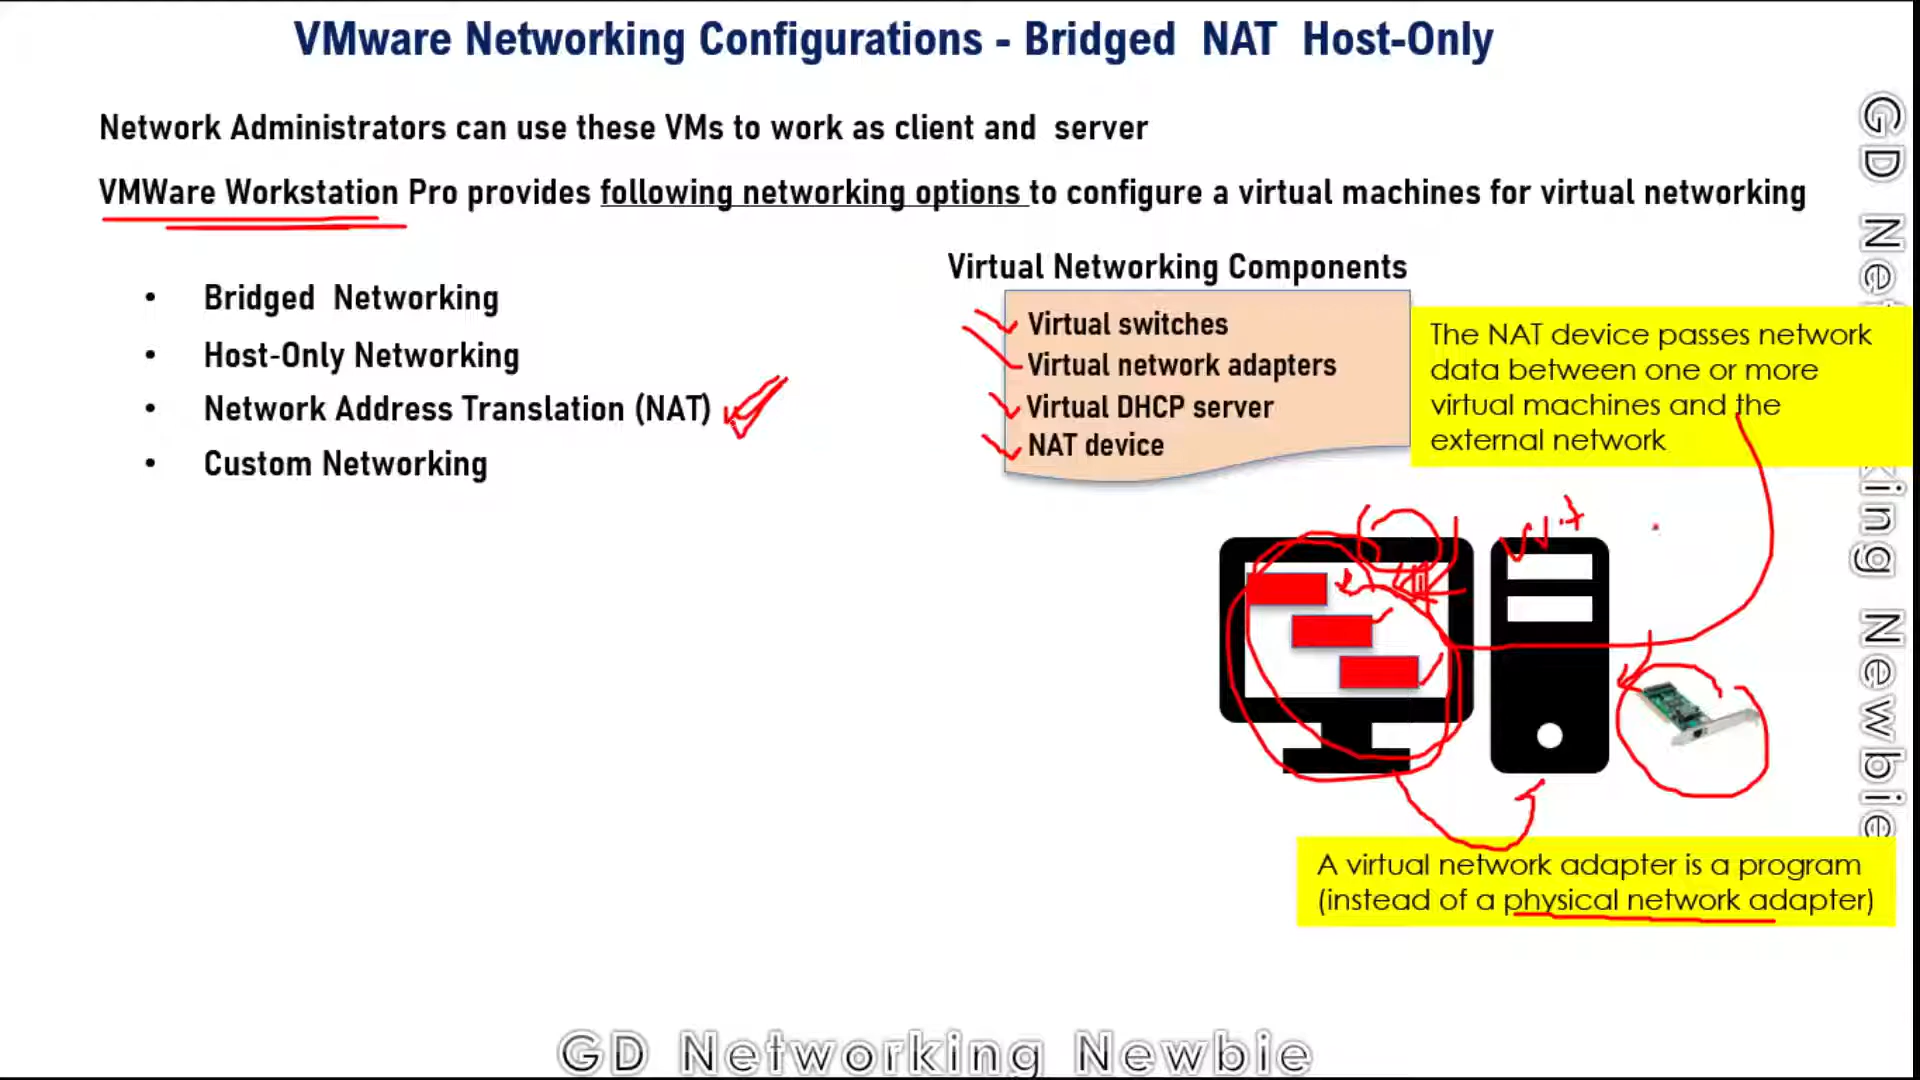 VMware Networking Configurations - Bridged NAT Host-Only
Network Administrators can use these VMs to work as client and server
VMWare Workstation Pro provides following networking options to configure a virtual machines for virtual networking
• Bridged Networking
• Host-Only Networking
• Network Address Translation (NAT)
• Custom Networking
Virtual Networking Components
Virtual switches
Virtual network adapters
Virtual DHCP server
NAT device
The NAT device passes network
data between one or more
virtual machines and the
external network
A virtual network adapter is a program
(instead of a physical network adapter)
GD Networking Newbie
GD Networking Newbie